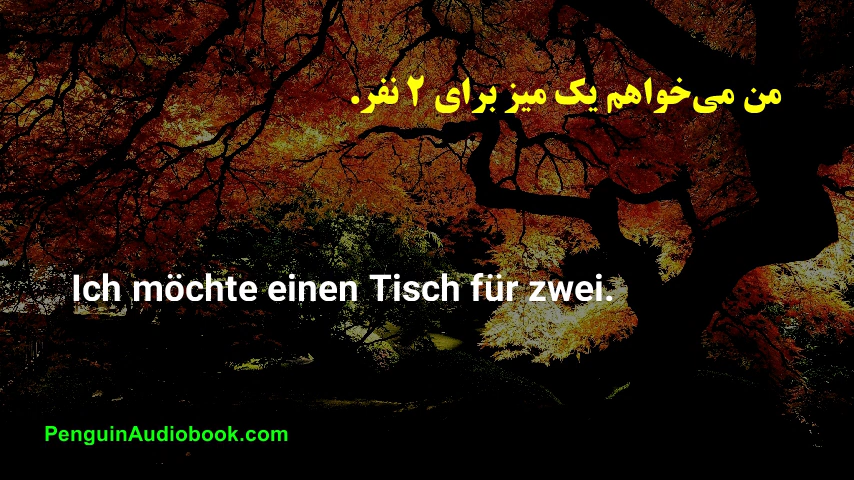 من می‌خواهم یک میز برای ۲ نفر.
Ich möchte einen Tisch für zwei.
PenguinAudiobook.com